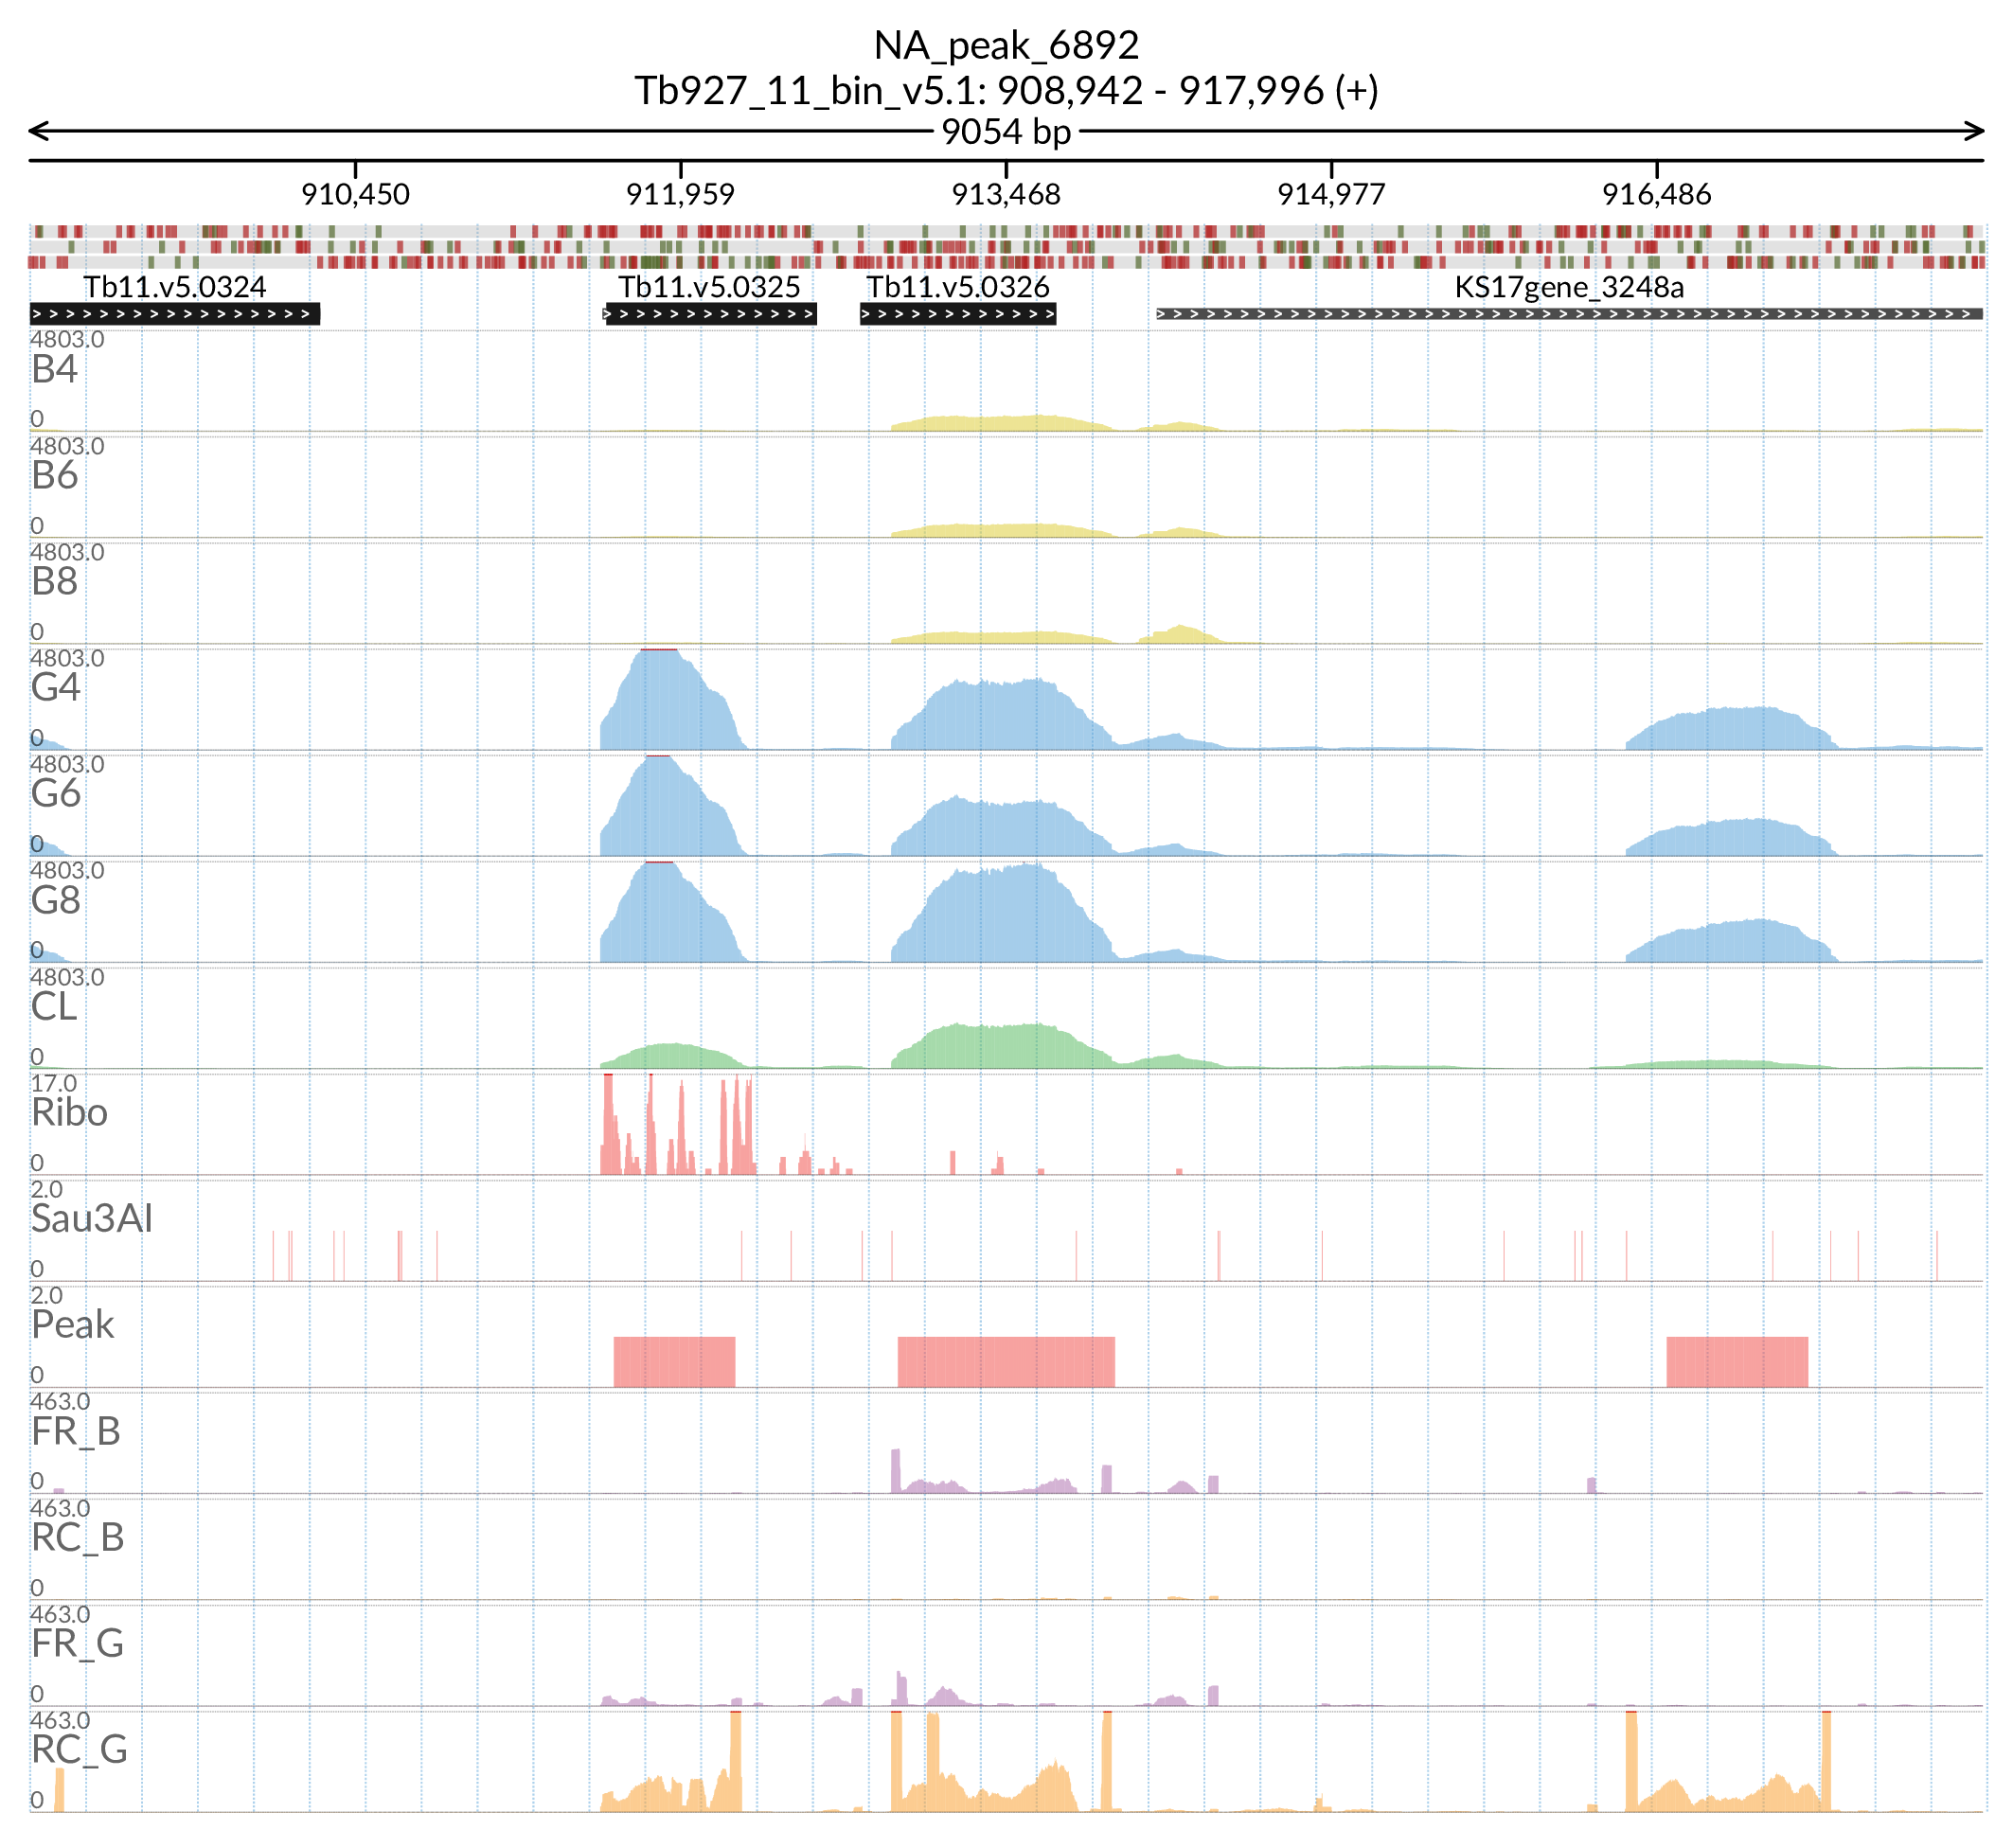 NA_peak_6892
Tb927_11_bin_v5.1: 908,942 - 917,996 (+)
9054 bp
910,450 911,959 913,468 914,977 916,486
Tb11.v5.0324 Tb11.v5.0325 Tb11.v5.0326 KS17gene_3248a
4803.0
B4
0
4803.0
B6
0
4803.0
B8
0
4803.0
G4
0
4803.0
G6
0
4803.0
G8
0
4803.0
CL
0
17.0
Ribo
0
2.0
Sau3AI
0
2.0
Peak
0
463.0
FR_B
0
463.0
RC_B
0
463.0
FR_G
0
463.0
RC_G
0